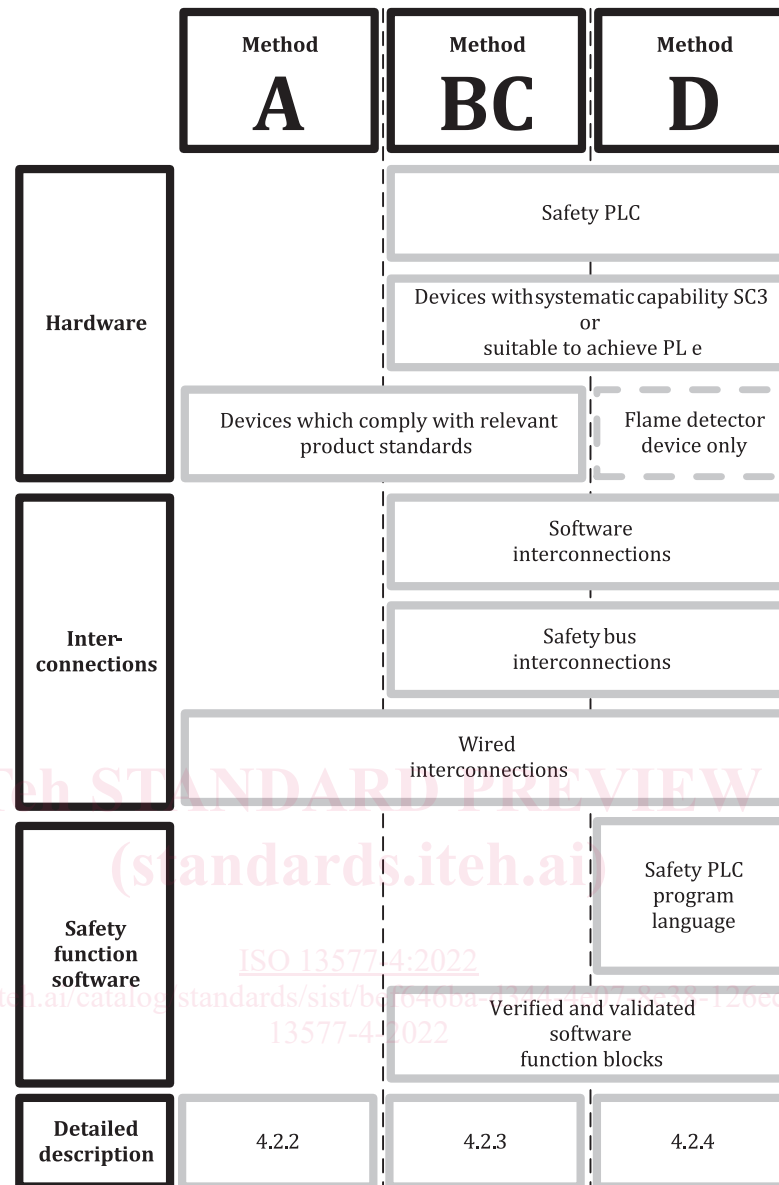 Method
A
Method
BC
Method
D
Hardware
Safety PLC
Devices with systematic capability SC3
or
suitable to achieve PL e
Devices which comply with relevant
product standards
Flame detector
device only
Inter-
connections
Software
interconnections
Safety bus
interconnections
Wired
interconnections
STANDARD PREVIEW
(standards.iteh.ai)
Safety
function
software
Safety PLC
program
language
ISO 13577-4:2022
Verified and validated
software
function blocks
13577-4-2022
Detailed
description
4.2.2
4.2.3
4.2.4